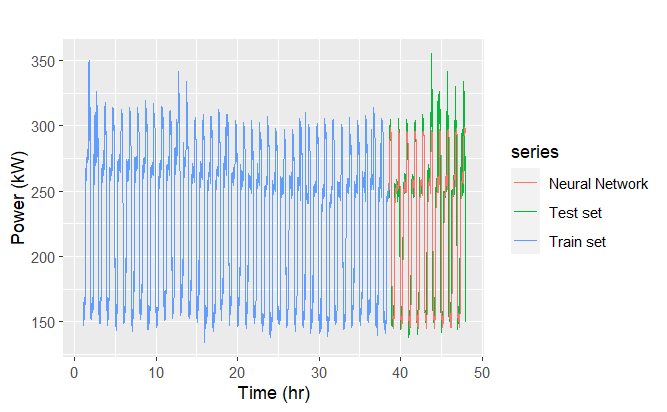 350
300
250
200
150
Power (kW)
0 10 20 30 40 50
Time (hr)
series
Neural Network
Test set
Train set